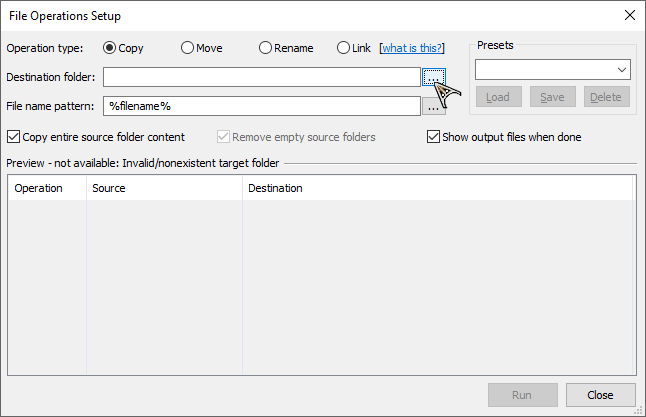 File Operations Setup
Operation type: Copy Move Rename Link [what is this?]
Presets
Destination folder: ...
Load Save Delete
File name pattern: %filename% ...
Copy entire source folder content Remove empty source folders Show output files when done
Preview - not available: Invalid/nonexistent target folder
Operation Source Destination
Run Close